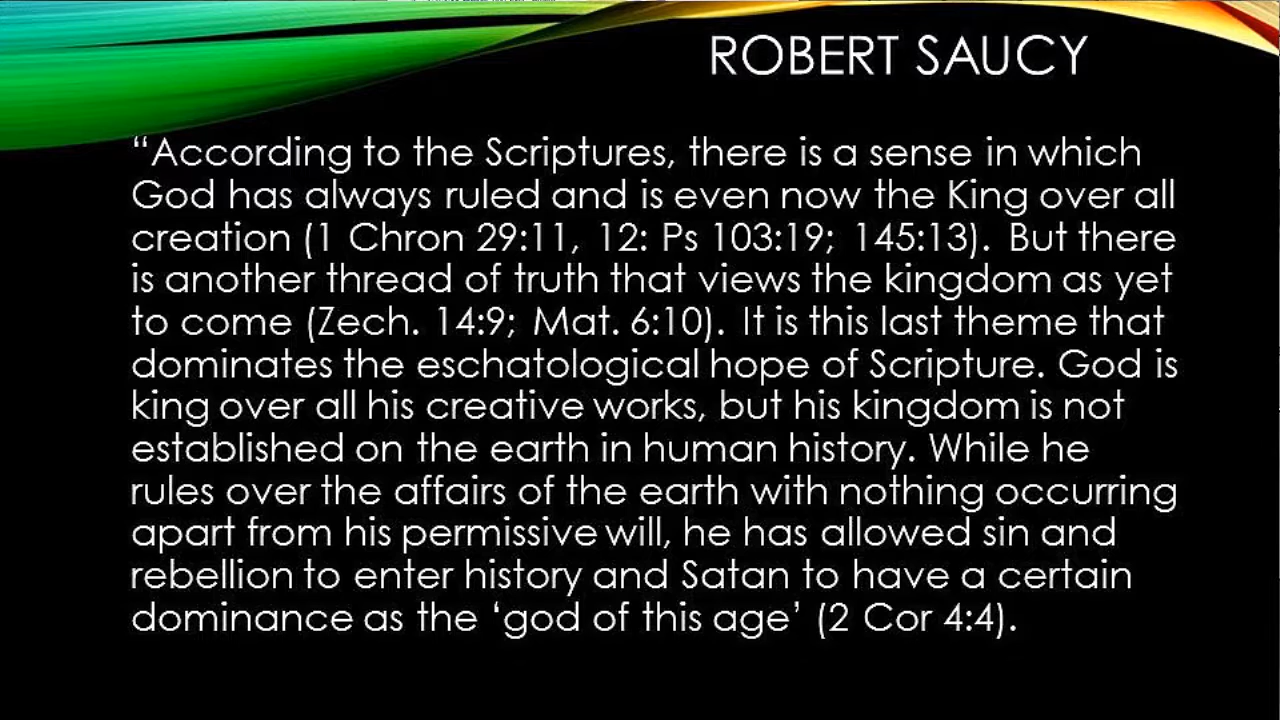 ROBERT SAUCY
“According to the Scriptures, there is a sense in which
God has always ruled and is even now the King over all
creation (1 Chron 29:11, 12: Ps 103:19; 145:13). But there
is another thread of truth that views the kingdom as yet
to come (Zech. 14:9; Mat. 6:10). It is this last theme that
dominates the eschatological hope of Scripture. God is
king over all his creative works, but his kingdom is not
established on the earth in human history. While he
rules over the affairs of the earth with nothing occurring
apart from his permissive will, he has allowed sin and
rebellion to enter history and Satan to have a certain
dominance as the ‘god of this age’ (2 Cor 4:4).